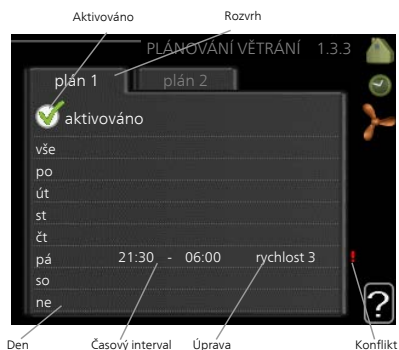 Aktivováno Rozvrh
PLÁNOVÁNÍ VĚTRÁNÍ 1.3.3
plán 1 plán 2
aktivováno
vše
po
út
st
čt
pá 21:30 - 06:00 rychlost 3 !
so
ne
?
Den Časový interval Úprava Konflikt